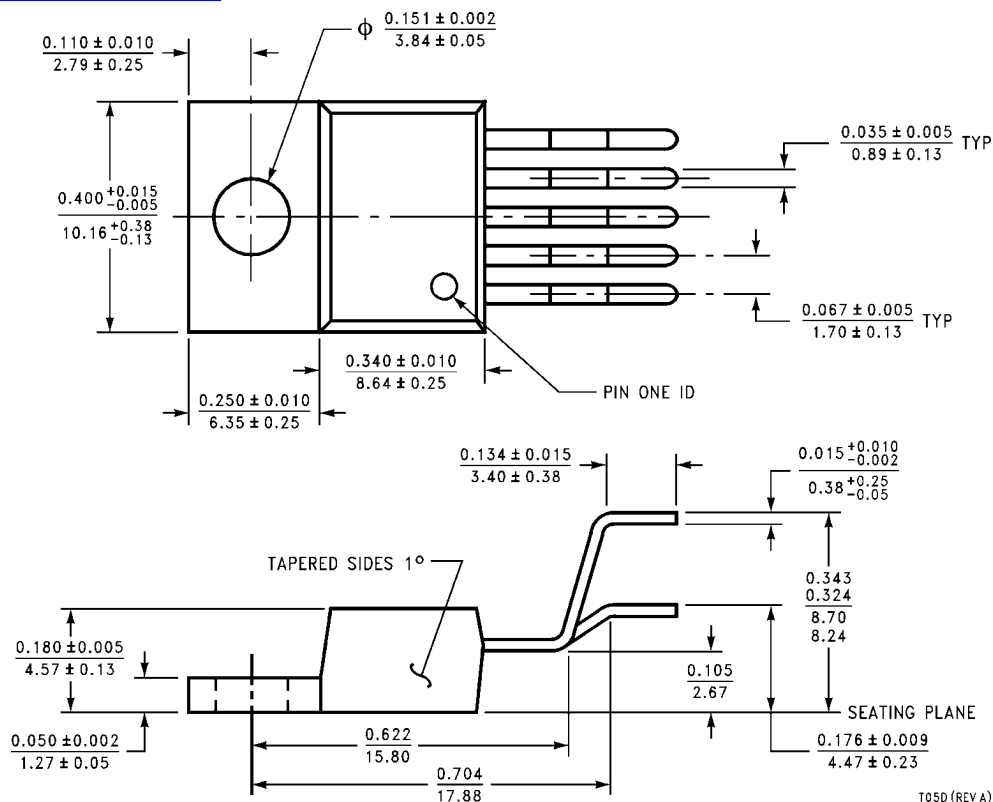 ϕ 0.151 ± 0.002
3.84 ± 0.05
0.110 ± 0.010
2.79 ± 0.25
0.035 ± 0.005 TYP
0.89 ± 0.13
0.400 +0.015 -0.005
10.16 +0.38 -0.13
0.067 ± 0.005 TYP
1.70 ± 0.13
0.340 ± 0.010
8.64 ± 0.25
PIN ONE ID
0.250 ± 0.010
6.35 ± 0.25
0.134 ± 0.015
3.40 ± 0.38
0.015 +0.010 -0.002
0.38 +0.25 -0.05
TAPERED SIDES 1°
0.343
0.324
8.70
8.24
0.180 ± 0.005
4.57 ± 0.13
0.105
2.67
SEATING PLANE
0.050 ± 0.002
1.27 ± 0.05
0.622
15.80
0.176 ± 0.009
4.47 ± 0.23
0.704
17.88
T05D (REV A)